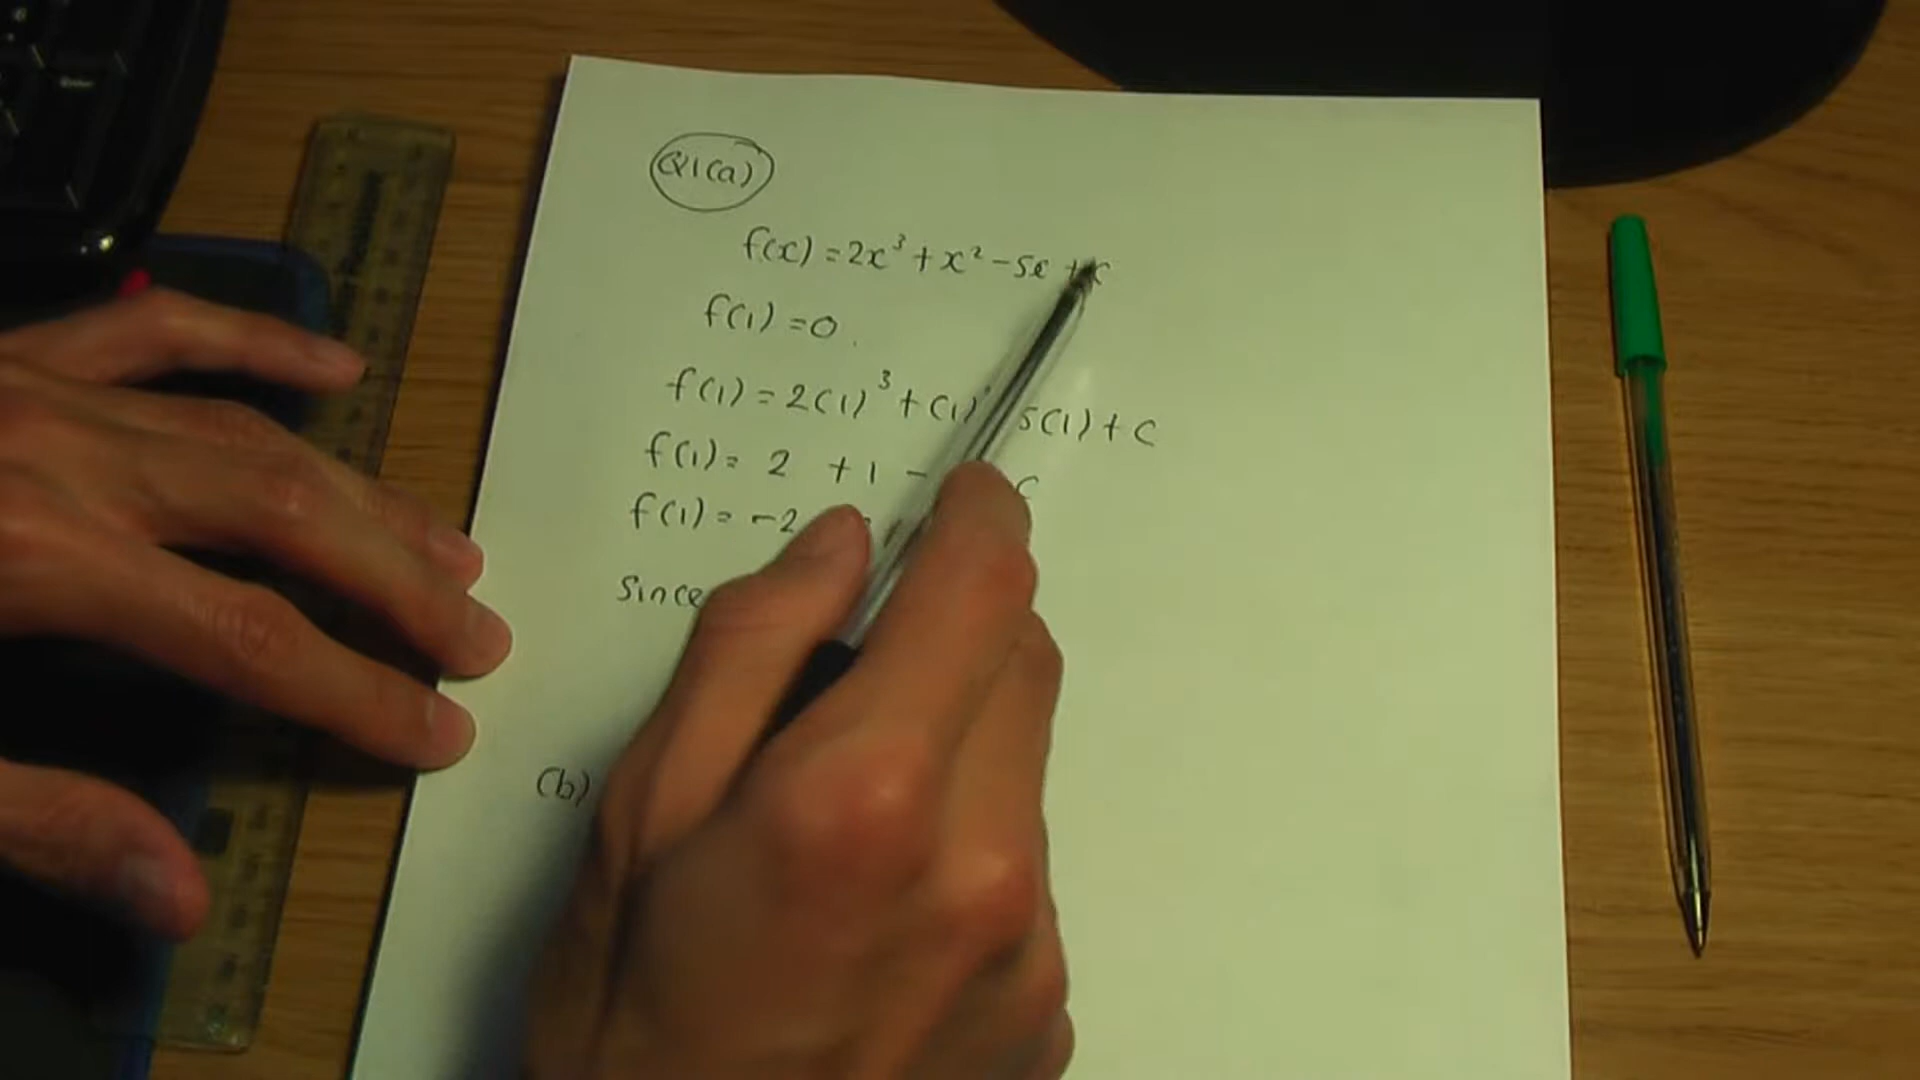 Q1(a)
f(x) = 2x³ + x² - 5x + c
f(1) = 0.
f(1) = 2(1)³ + (1) 5(1) + c
f(1) = 2 + 1 - c
f(1) = -2
Since
(b)